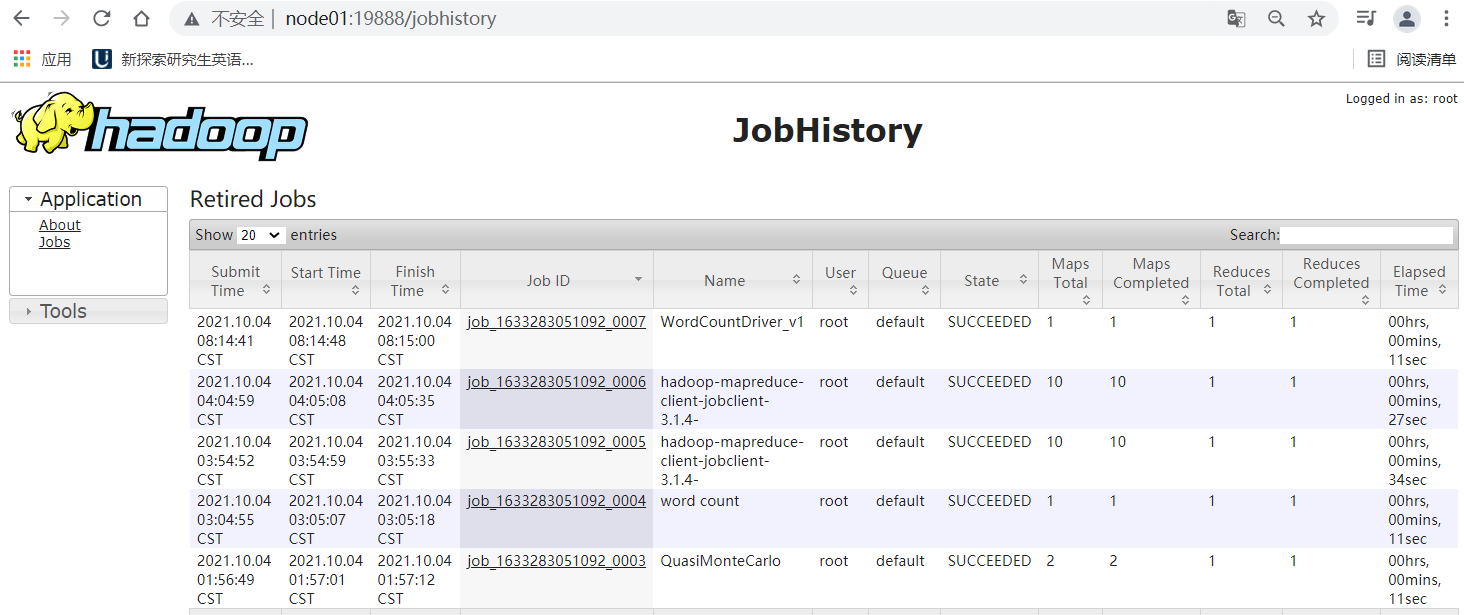 不安全 | node01:19888/jobhistory
应用 新探索研究生英语... 阅读清单
Logged in as: root
hadoop
JobHistory
Application
About
Jobs
Tools
Retired Jobs
Show 20 entries Search:
Submit Time Start Time Finish Time Job ID Name User Queue State Maps Total Maps Completed Reduces Total Reduces Completed Elapsed Time
2021.10.04 2021.10.04 2021.10.04 job_1633283051092_0007 WordCountDriver_v1 root default SUCCEEDED 1 1 1 1 00hrs,
08:14:41 08:14:48 08:15:00 00mins,
CST CST CST 11sec
2021.10.04 2021.10.04 2021.10.04 job_1633283051092_0006 hadoop-mapreduce- root default SUCCEEDED 10 10 1 1 00hrs,
04:04:59 04:05:08 04:05:35 client-jobclient- 00mins,
CST CST CST 3.1.4- 27sec
2021.10.04 2021.10.04 2021.10.04 job_1633283051092_0005 hadoop-mapreduce- root default SUCCEEDED 10 10 1 1 00hrs,
03:54:52 03:54:59 03:55:33 client-jobclient- 00mins,
CST CST CST 3.1.4- 34sec
2021.10.04 2021.10.04 2021.10.04 job_1633283051092_0004 word count root default SUCCEEDED 1 1 1 1 00hrs,
03:04:55 03:05:07 03:05:18 00mins,
CST CST CST 11sec
2021.10.04 2021.10.04 2021.10.04 job_1633283051092_0003 QuasiMonteCarlo root default SUCCEEDED 2 2 1 1 00hrs,
01:56:49 01:57:01 01:57:12 00mins,
CST CST CST 11sec